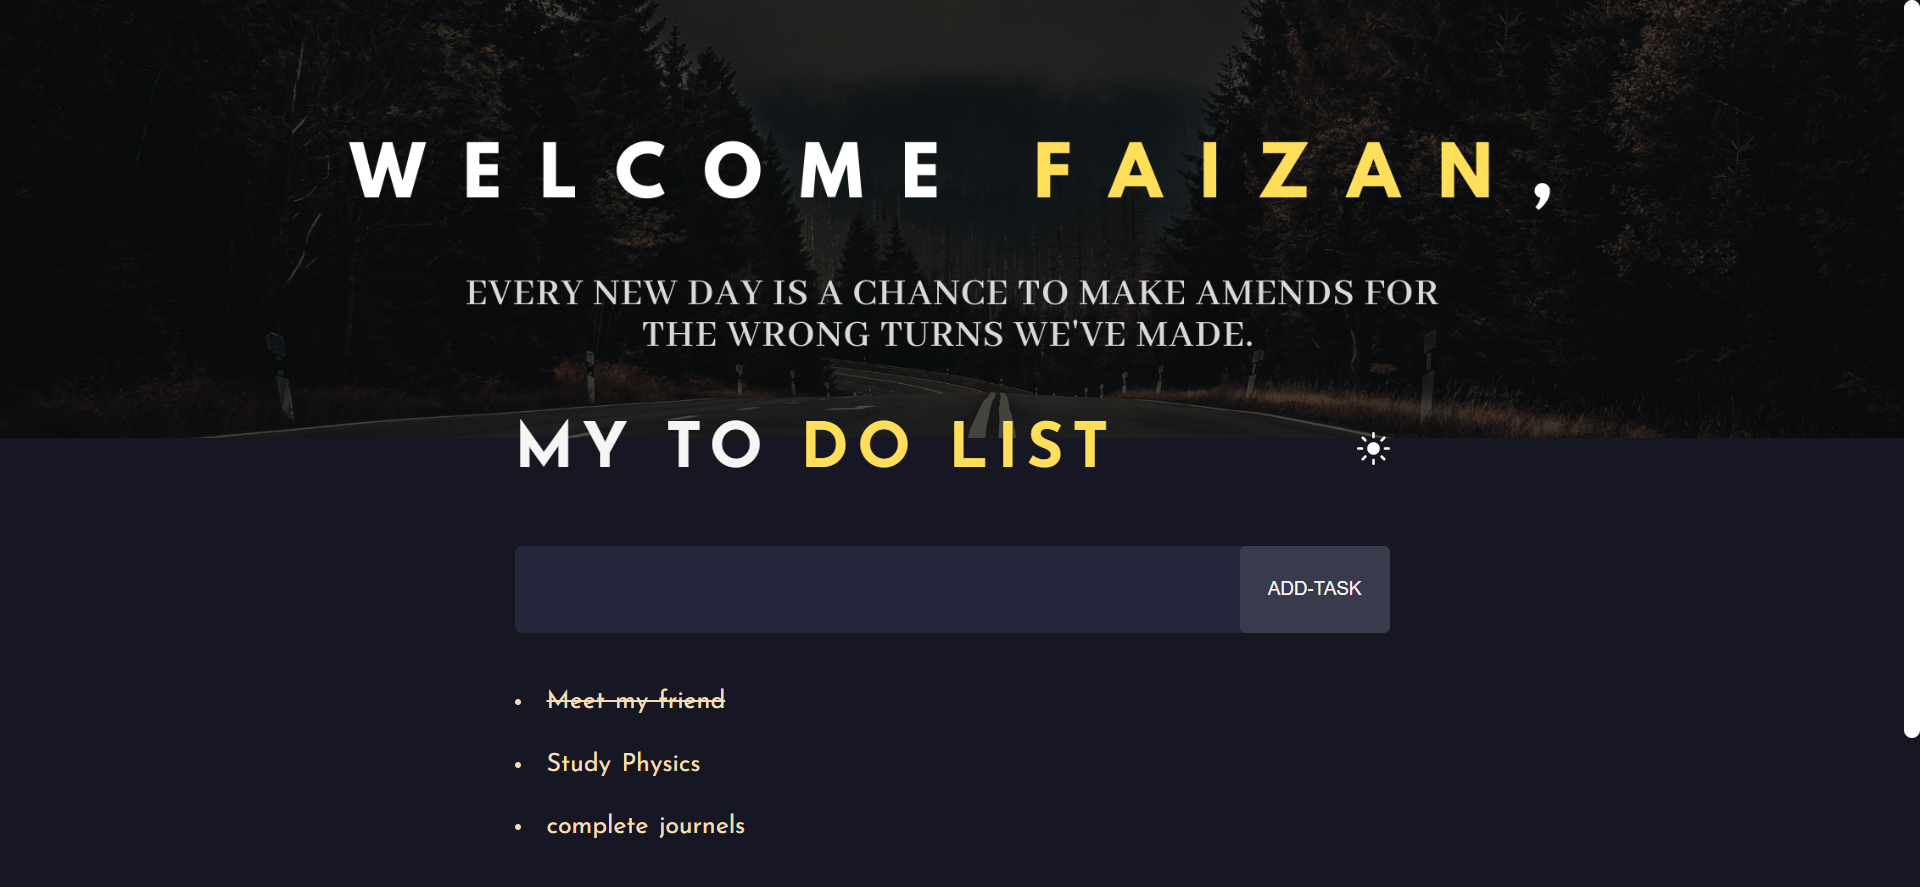 WELCOME FAIZAN,
EVERY NEW DAY IS A CHANCE TO MAKE AMENDS FOR
THE WRONG TURNS WE'VE MADE.
MY TO DO LIST
ADD-TASK
Meet my friend
Study Physics
complete journels